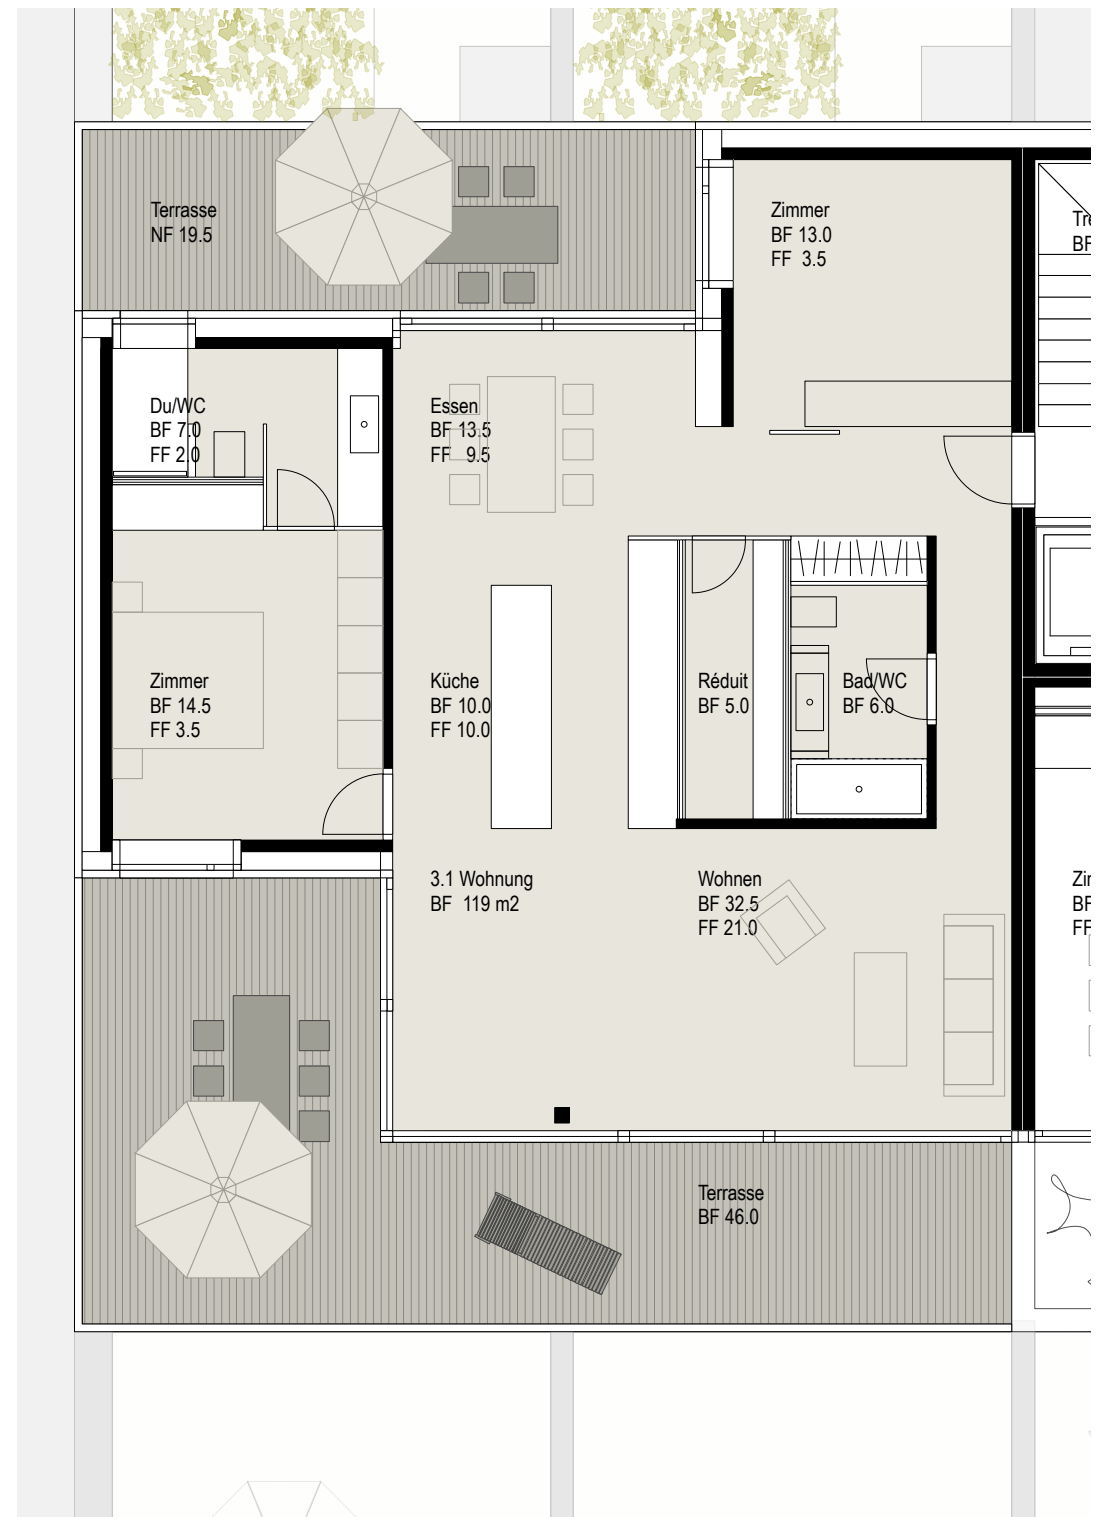 Terrasse
NF 19.5
Zimmer
BF 13.0
FF 3.5
BF
Du/WC
BF 7.0
FF 2.0
Essen
BF 13.5
FF 9.5
Zimmer
BF 14.5
FF 3.5
Küche
BF 10.0
FF 10.0
Réduit
BF 5.0
Bad/WC
BF 6.0
3.1 Wohnung
BF 119 m2
Wohnen
BF 32.5
FF 21.0
BF
FF
Terrasse
BF 46.0